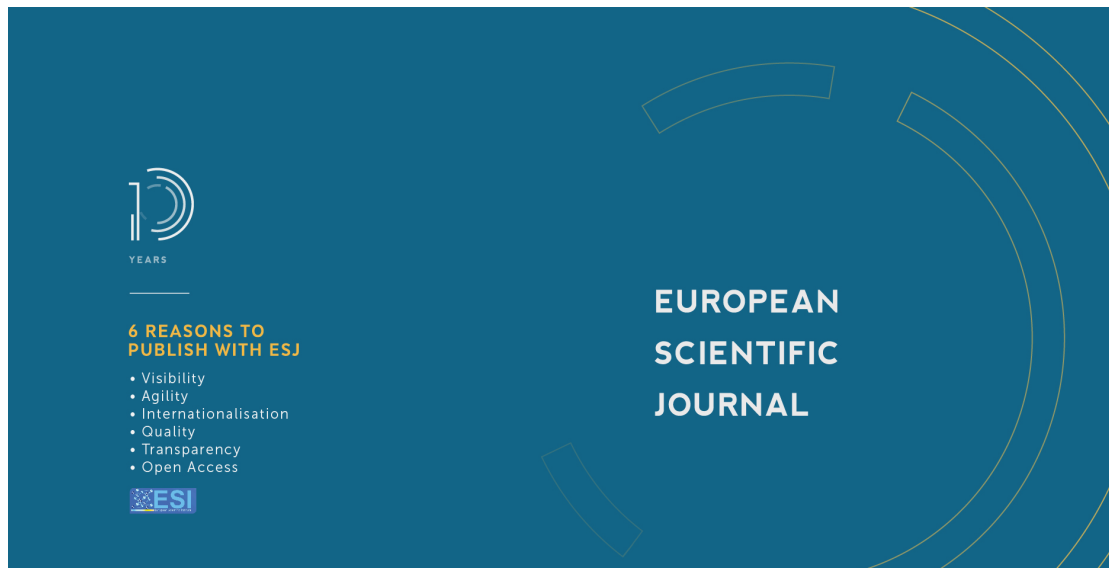 10
YEARS
6 REASONS TO
PUBLISH WITH ESJ
• Visibility
• Agility
• Internationalisation
• Quality
• Transparency
• Open Access
ESI
EUROPEAN
SCIENTIFIC
JOURNAL